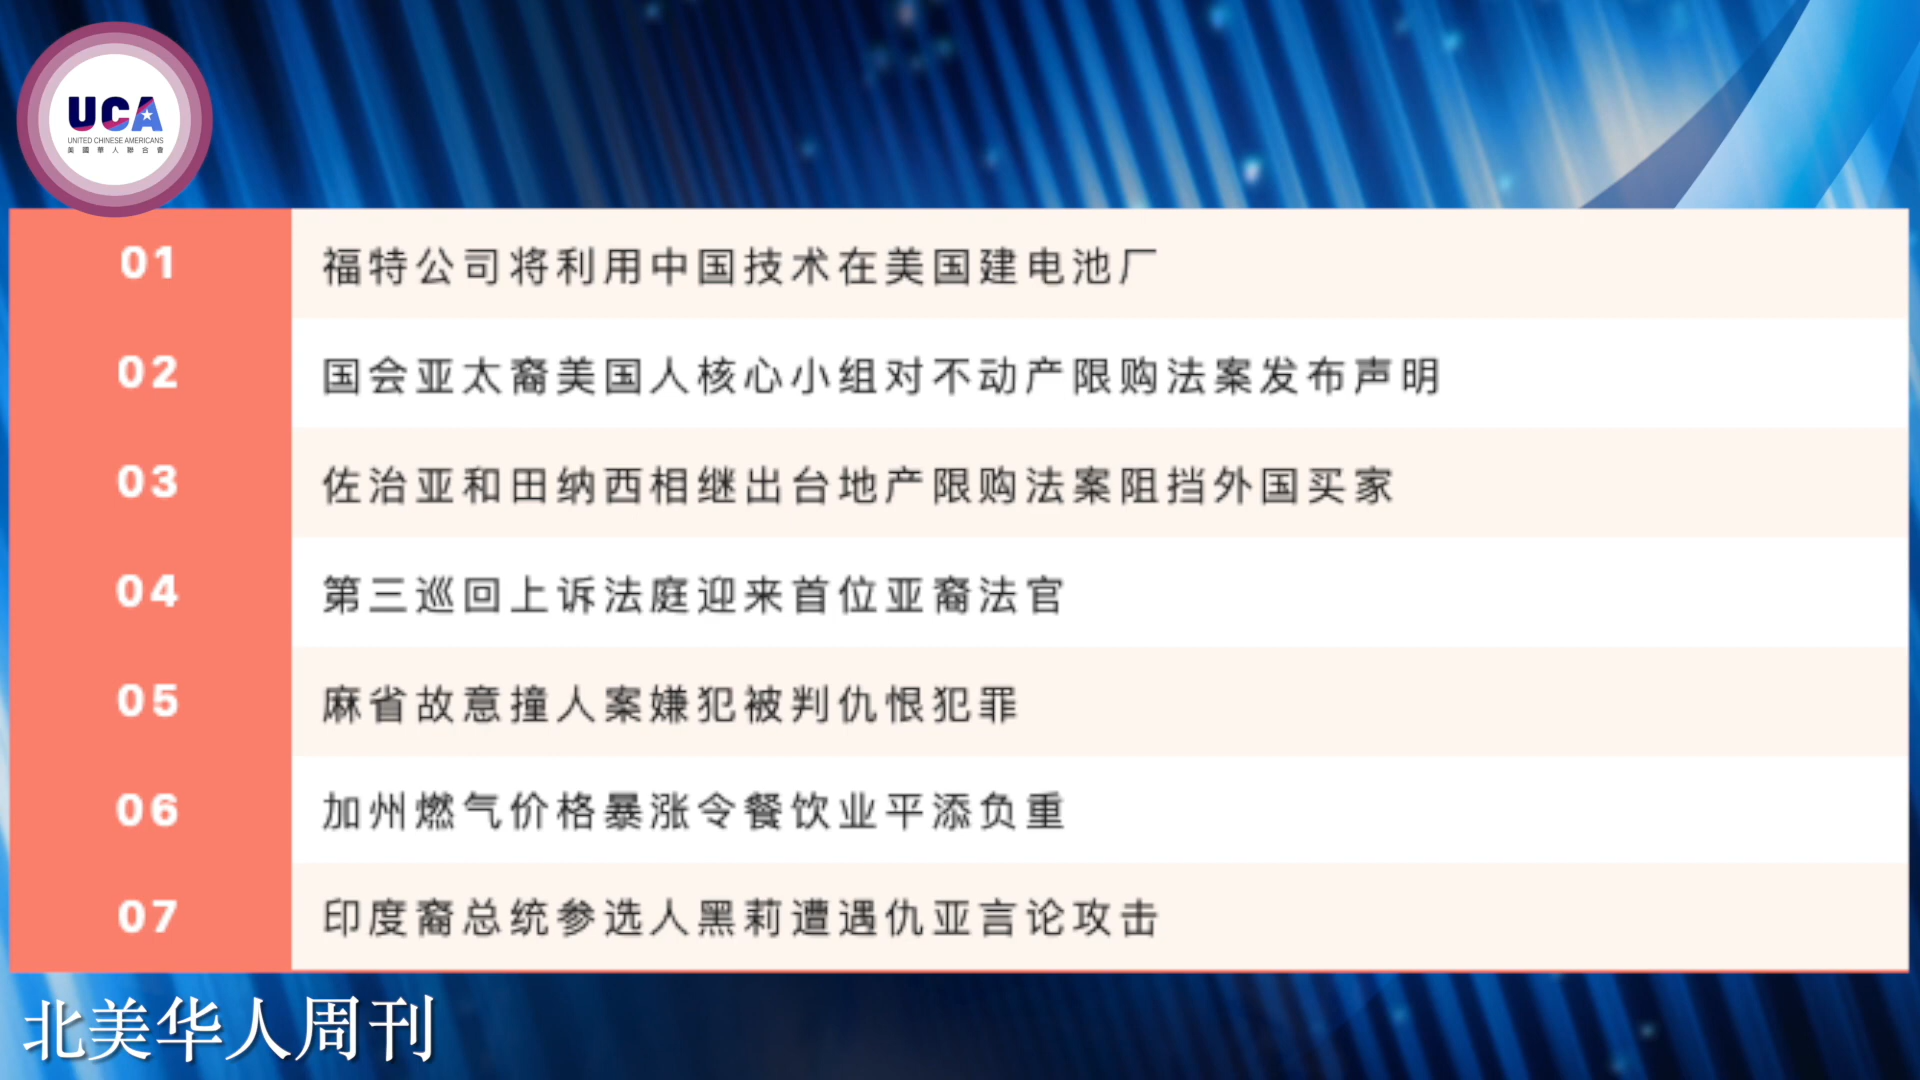 UCA
UNITED CHINESE AMERICANS
美國華人聯合會
01 福特公司将利用中国技术在美国建电池厂
02 国会亚太裔美国人核心小组对不动产限购法案发布声明
03 佐治亚和田纳西相继出台地产限购法案阻挡外国买家
04 第三巡回上诉法庭迎来首位亚裔法官
05 麻省故意撞人案嫌犯被判仇恨犯罪
06 加州燃气价格暴涨令餐饮业平添负重
07 印度裔总统参选人黑莉遭遇仇亚言论攻击
北美华人周刊